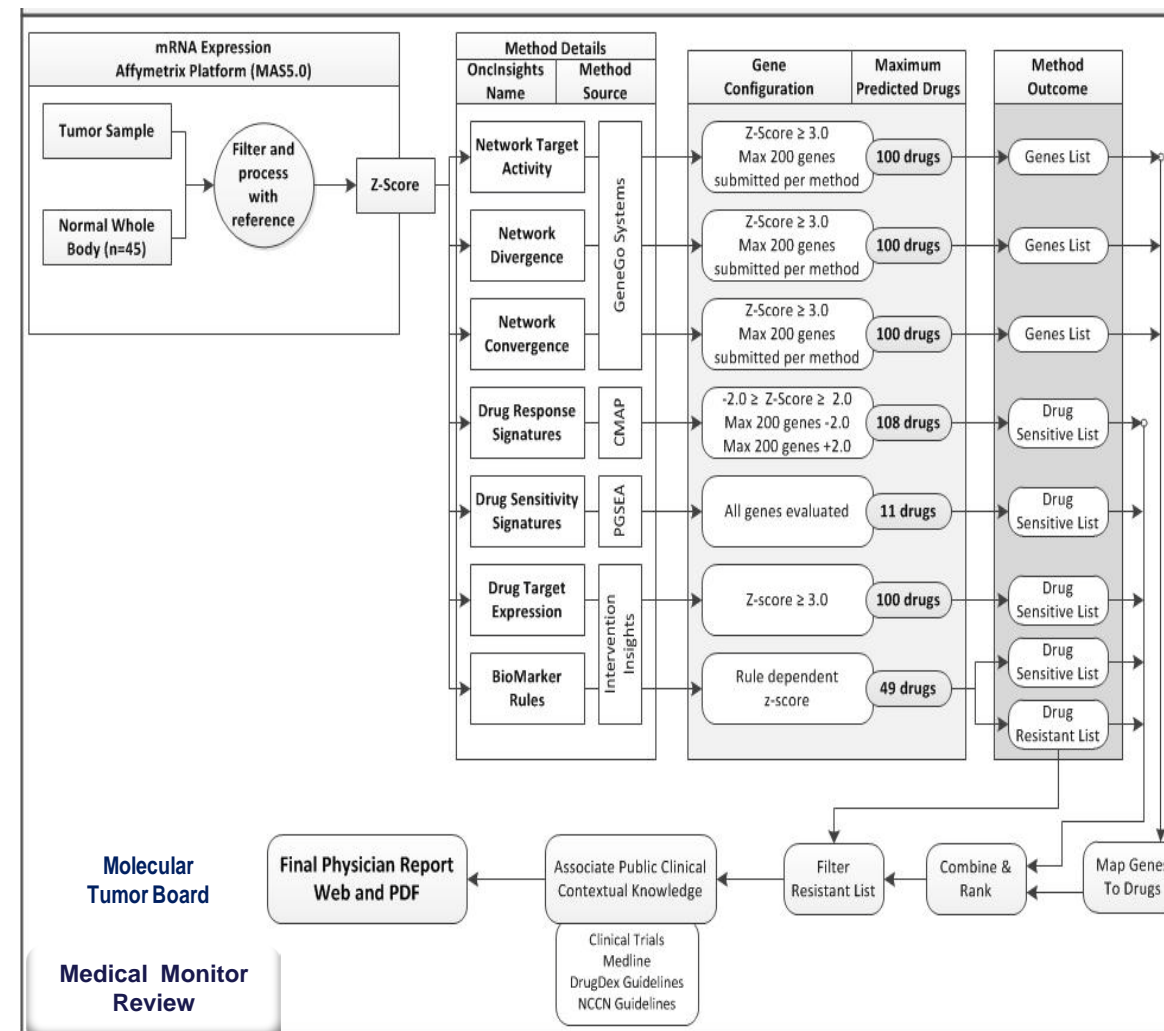 mRNA Expression
Affymetrix Platform (MAS5.0)
Tumor Sample
Normal Whole
Body (n=45)
Filter and
process
with
reference
Z-Score
Method Details
OncInsights
Name
Method
Source
Network Target
Activity
Network
Divergence
Network
Convergence
Drug Response
Signatures
Drug Sensitivity
Signatures
Drug Target
Expression
BioMarker
Rules
GeneGo Systems
CMAP
PGSEA
Intervention
Insights
Gene
Configuration
Maximum
Predicted Drugs
Z-Score ≥ 3.0
Max 200 genes
submitted per method
100 drugs
Z-Score ≥ 3.0
Max 200 genes
submitted per method
100 drugs
Z-Score ≥ 3.0
Max 200 genes
submitted per method
100 drugs
-2.0 ≥ Z-Score ≥ 2.0
Max 200 genes -2.0
Max 200 genes +2.0
108 drugs
All genes evaluated
11 drugs
Z-score ≥ 3.0
100 drugs
Rule dependent
z-score
49 drugs
Method
Outcome
Genes List
Genes List
Genes List
Drug
Sensitive List
Drug
Sensitive List
Drug
Sensitive List
Drug
Sensitive List
Drug
Resistant List
Map Genes
To Drugs
Combine &
Rank
Filter
Resistant List
Associate Public Clinical
Contextual Knowledge
Clinical Trials
Medline
DrugDex Guidelines
NCCN Guidelines
Final Physician Report
Web and PDF
Molecular
Tumor Board
Medical Monitor
Review